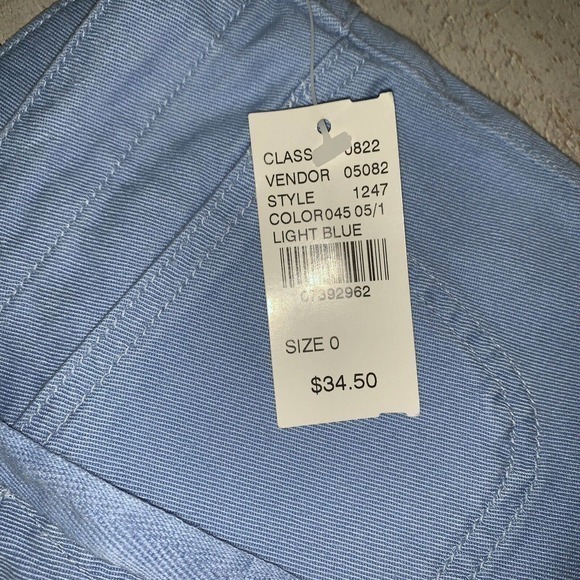 CLASS 0822
VENDOR 05082
STYLE 1247
COLOR045 05/1
LIGHT BLUE
07392962
SIZE 0
$34.50